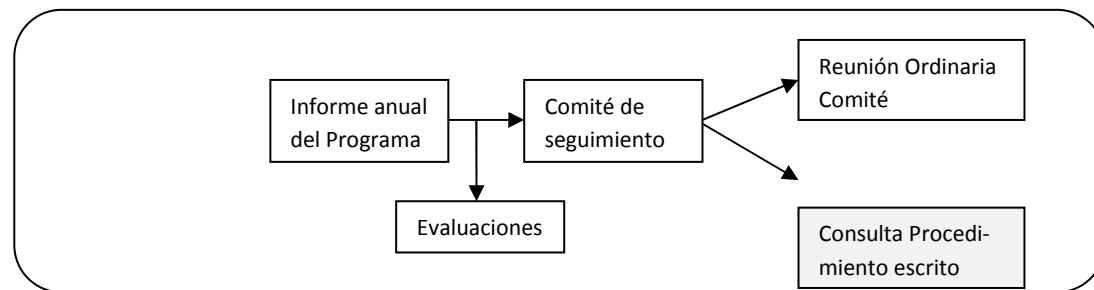 Informe anual
del Programa
Comité de
seguimiento
Reunión Ordinaria
Comité
Evaluaciones
Consulta Procedi-
miento escrito